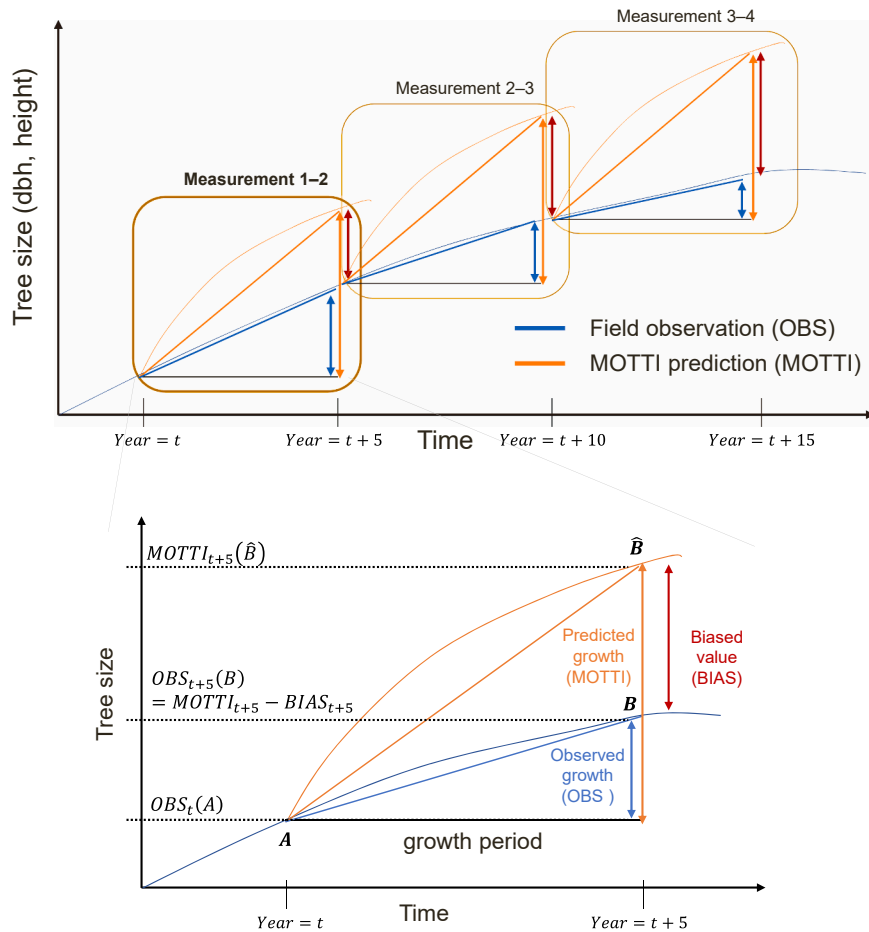 Measurement 3–4
Measurement 2–3
Measurement 1–2
Tree size (dbh, height)
Field observation (OBS)
MOTTI prediction (MOTTI)
Year = t
Year = t + 5
Time
Year = t + 10
Year = t + 15
MOTTI_{t+5}(B̂)
B̂
Predicted
growth
(MOTTI)
Biased
value
(BIAS)
Tree size
OBS_{t+5}(B)
= MOTTI_{t+5} − BIAS_{t+5}
B
Observed
growth
(OBS )
OBS_t(A)
A
growth period
Year = t
Time
Year = t + 5